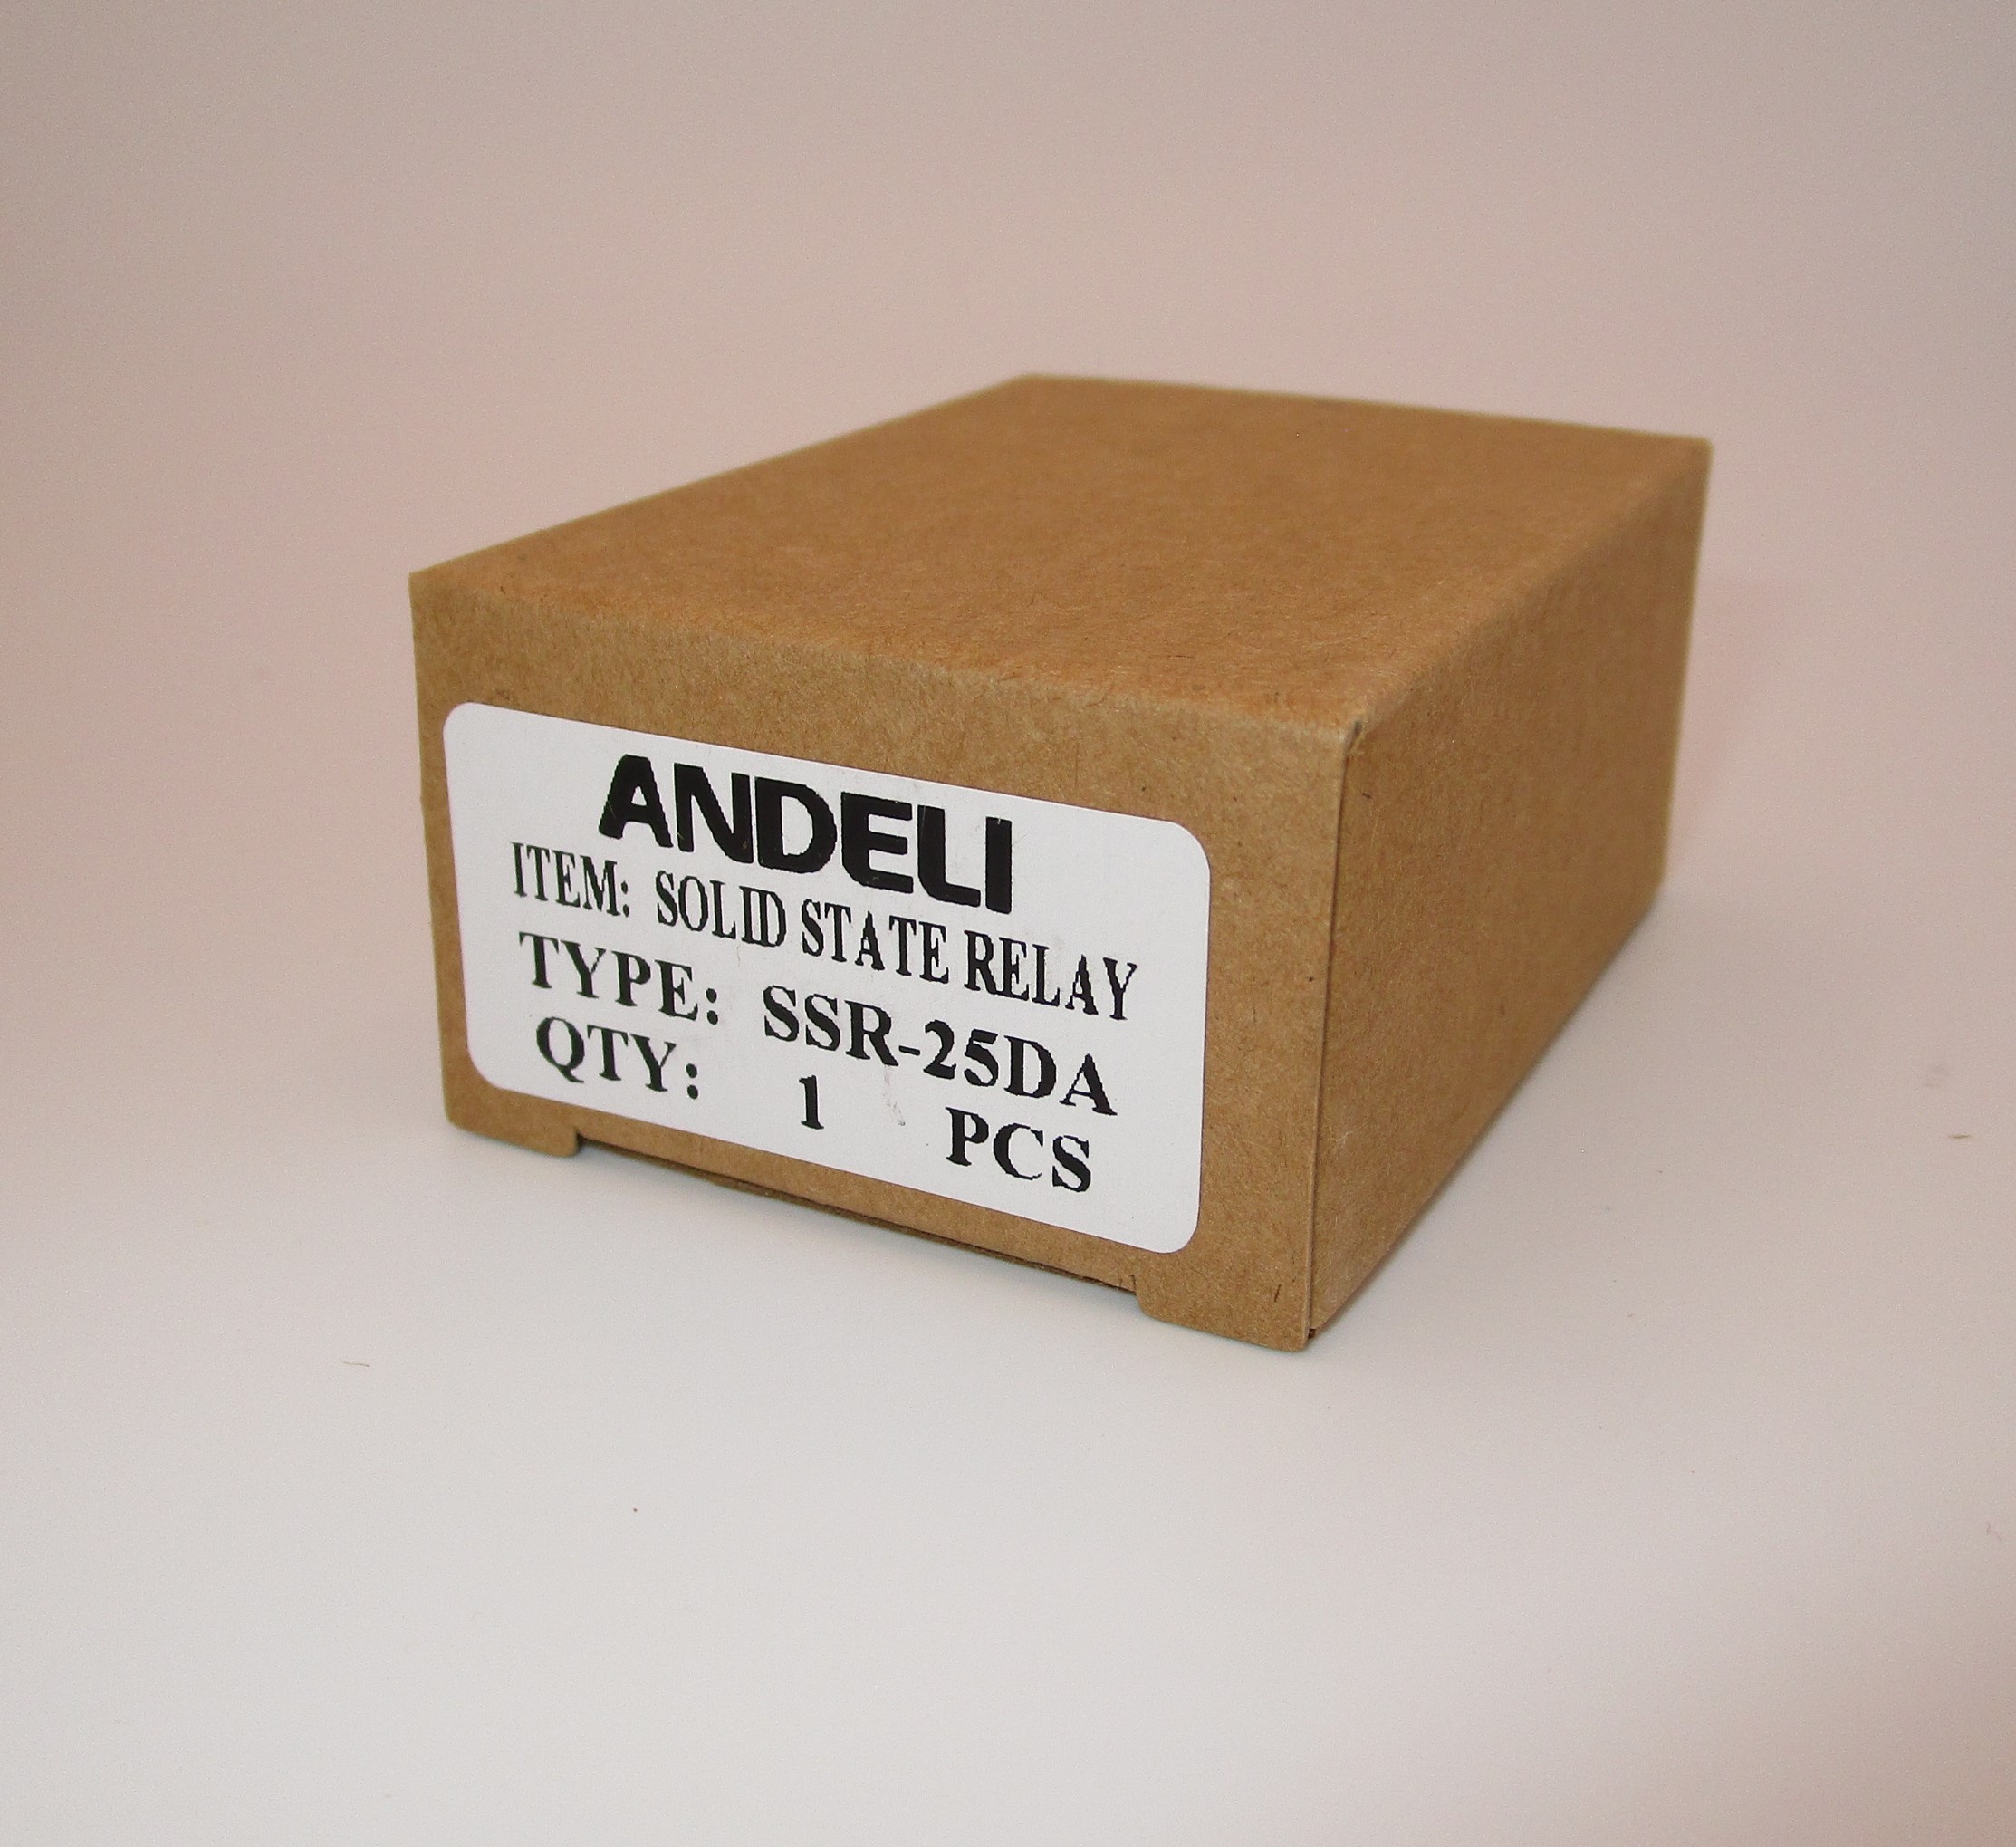 ANDELI
ITEM: SOLID STATE RELAY
TYPE: SSR-25DA
QTY: 1 PCS